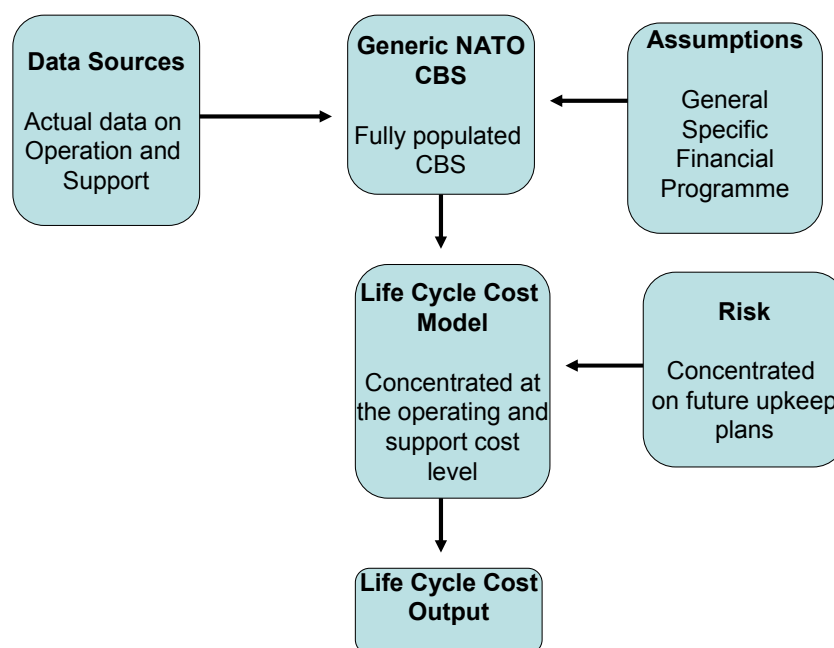 Data Sources
Actual data on
Operation and
Support
Generic NATO
CBS
Fully populated
CBS
Assumptions
General
Specific
Financial
Programme
Life Cycle Cost
Model
Concentrated at
the operating and
support cost
level
Risk
Concentrated
on future upkeep
plans
Life Cycle Cost
Output